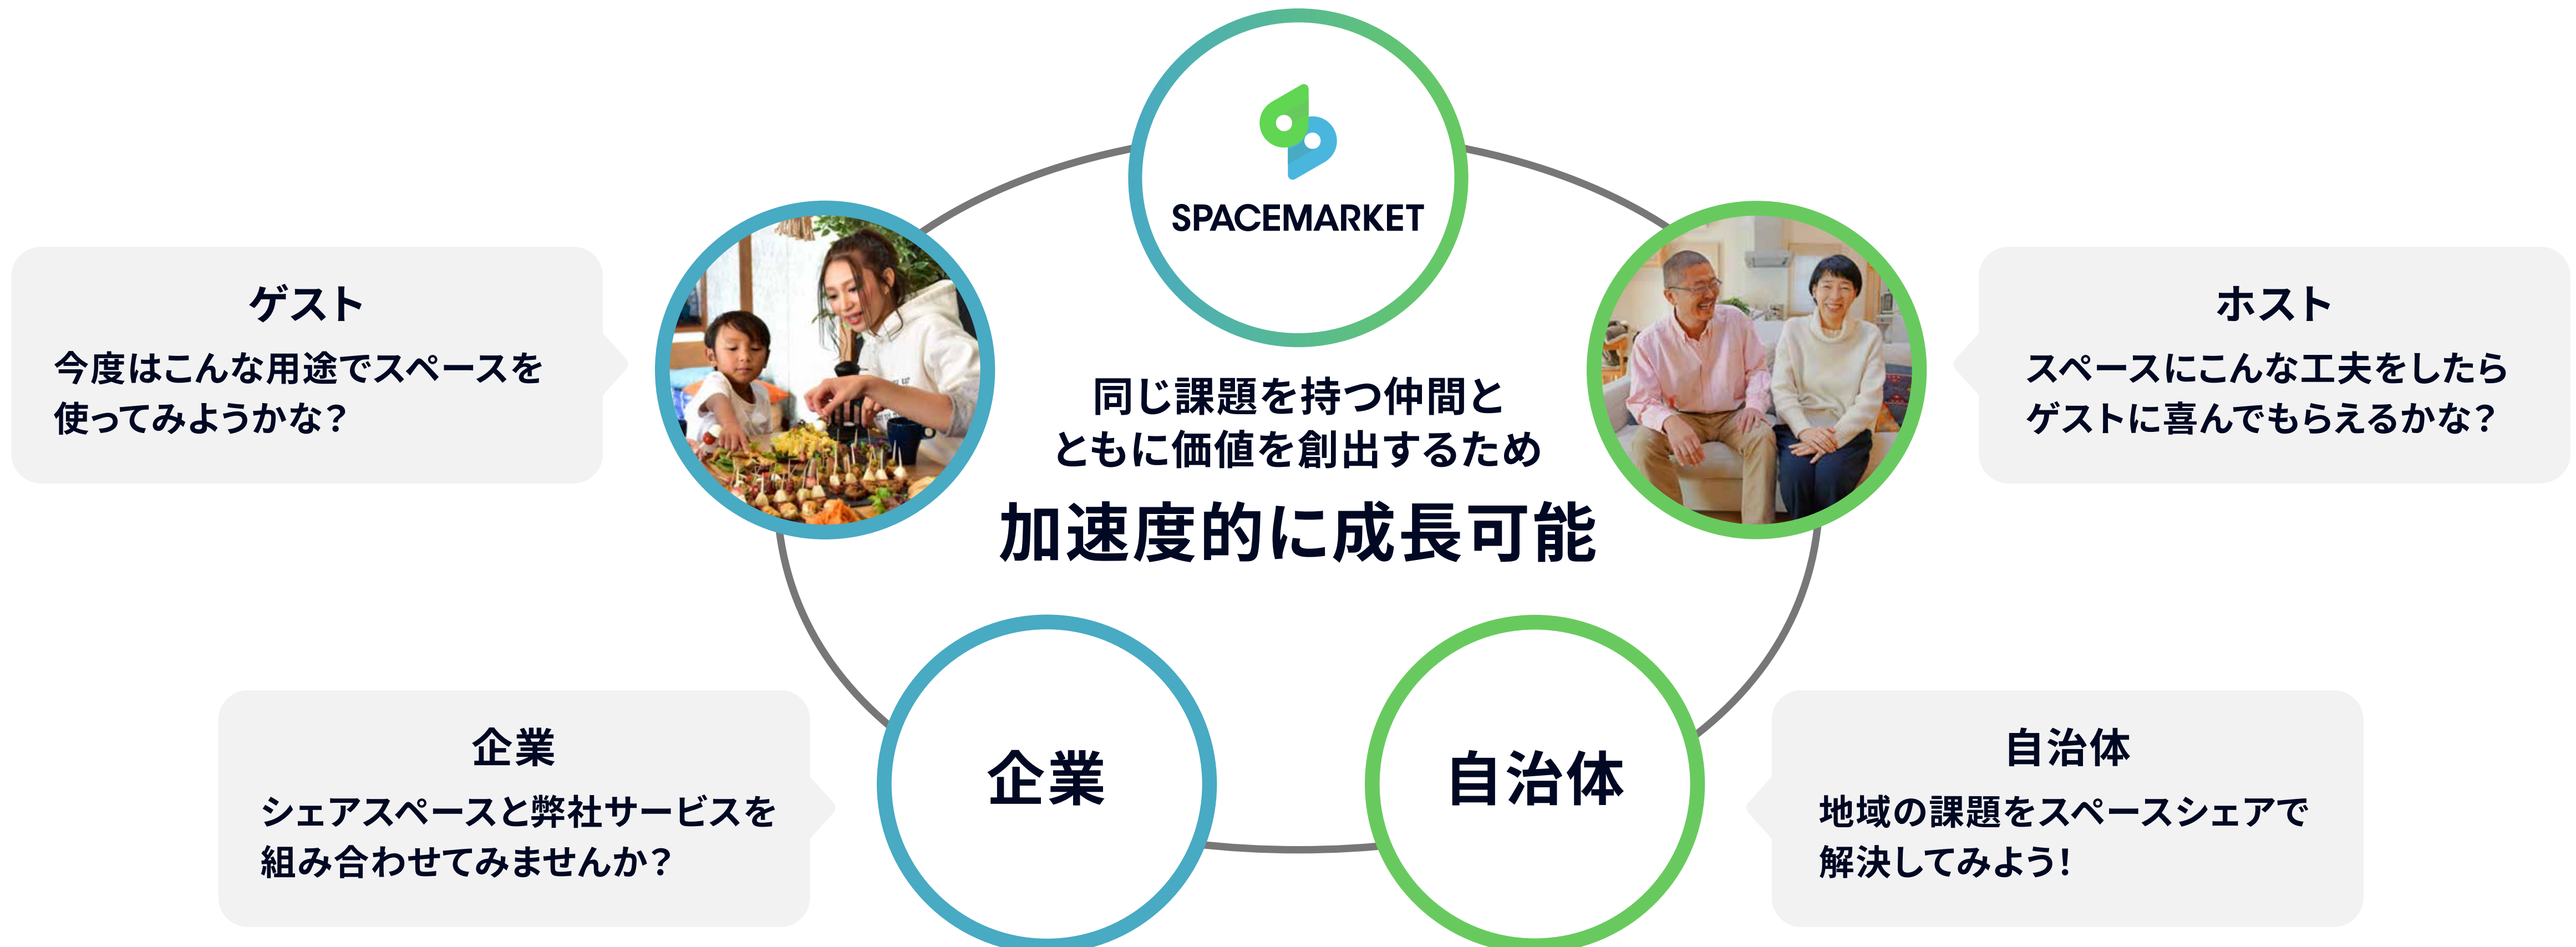 SPACEMARKET
ゲスト
今度はこんな用途でスペースを
使ってみようかな?
ホスト
スペースにこんな工夫をしたら
ゲストに喜んでもらえるかな?
同じ課題を持つ仲間と
ともに価値を創出するため
加速度的に成長可能
企業
シェアスペースと弊社サービスを
組み合わせてみませんか?
企業
自治体
自治体
地域の課題をスペースシェアで
解決してみよう!